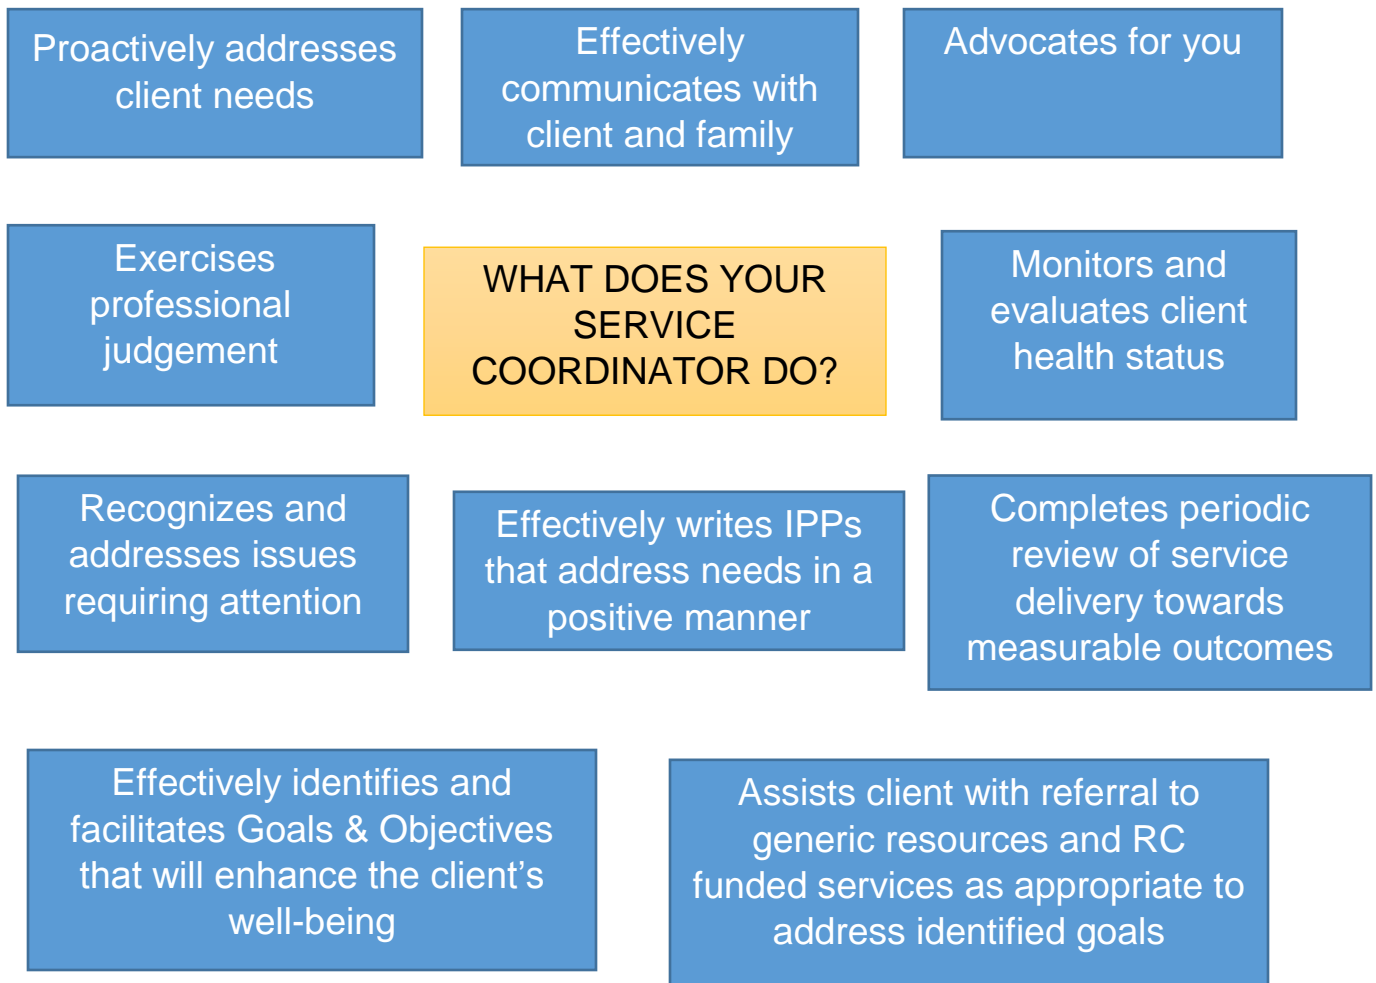 Proactively addresses
client needs
Effectively
communicates with
client and family
Advocates for you
Exercises
professional
judgement
WHAT DOES YOUR
SERVICE
COORDINATOR DO?
Monitors and
evaluates client
health status
Recognizes and
addresses issues
requiring attention
Effectively writes IPPs
that address needs in a
positive manner
Completes periodic
review of service
delivery towards
measurable outcomes
Effectively identifies and
facilitates Goals & Objectives
that will enhance the client’s
well-being
Assists client with referral to
generic resources and RC
funded services as appropriate to
address identified goals